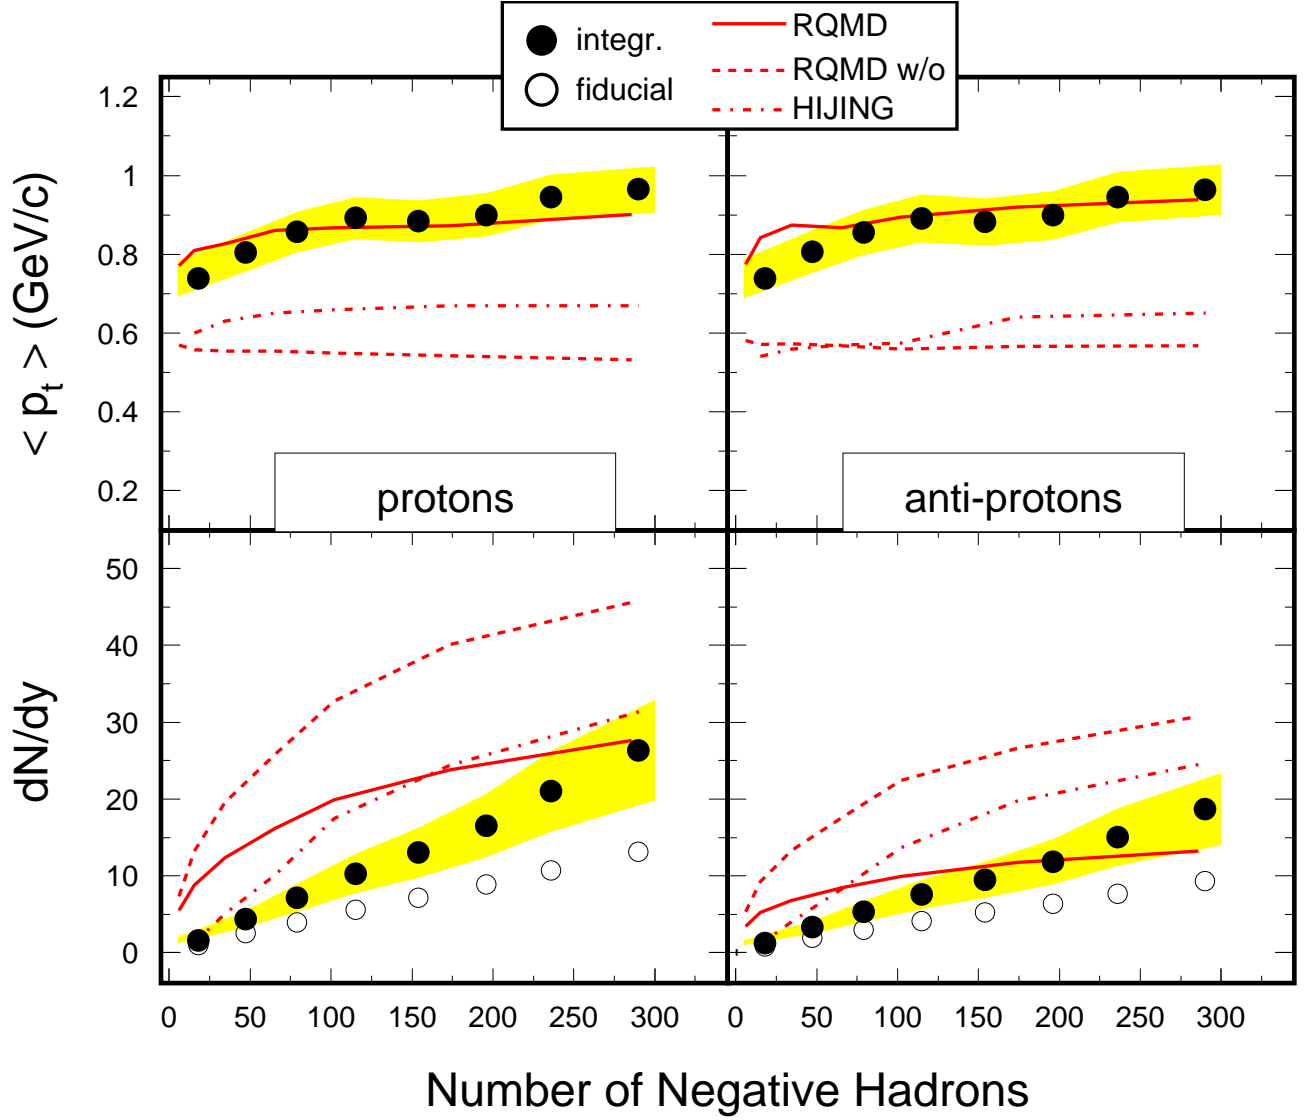 integr.
fiducial
RQMD
RQMD w/o
HIJING
< pt > (GeV/c)
1.2
1
0.8
0.6
0.4
0.2
protons
anti-protons
dN/dy
50
40
30
20
10
0
0 50 100 150 200 250 300
0 50 100 150 200 250 300
Number of Negative Hadrons